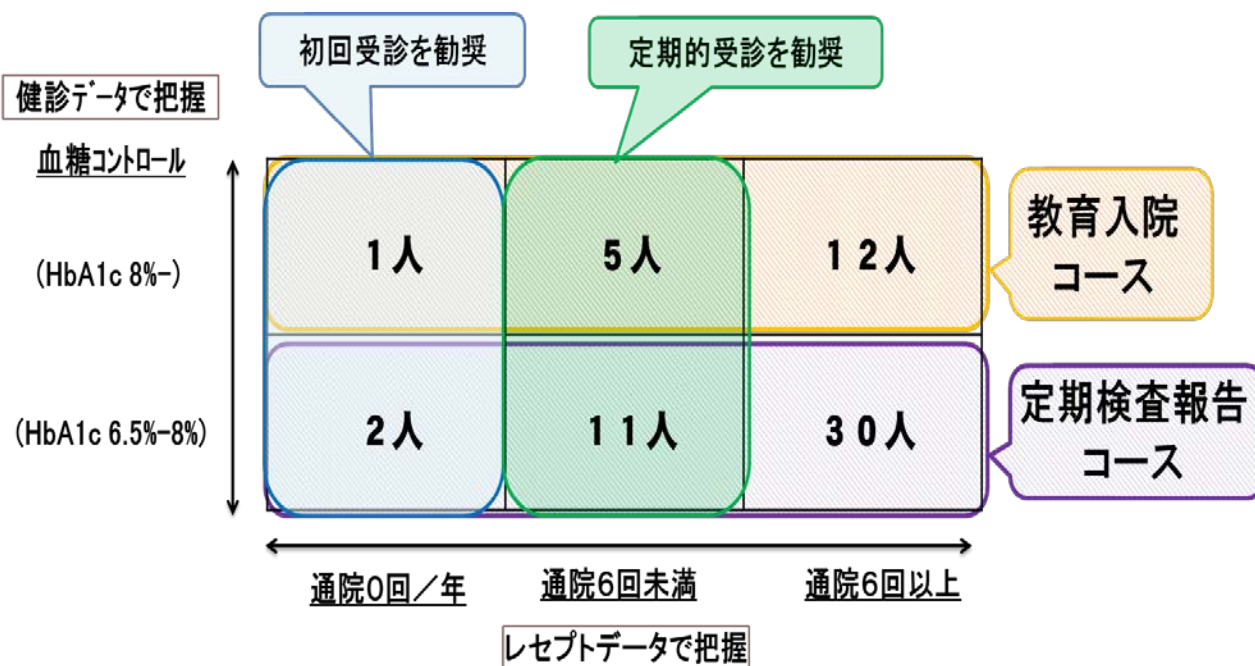 初回受診を勧奨
定期的受診を勧奨
健診ﾃﾞｰﾀで把握
血糖コントロール
(HbA1c 8%-)
1人
5人
12人
教育入院
コース
(HbA1c 6.5%-8%)
2人
11人
30人
定期検査報告
コース
通院0回／年
通院6回未満
通院6回以上
レセプトデータで把握